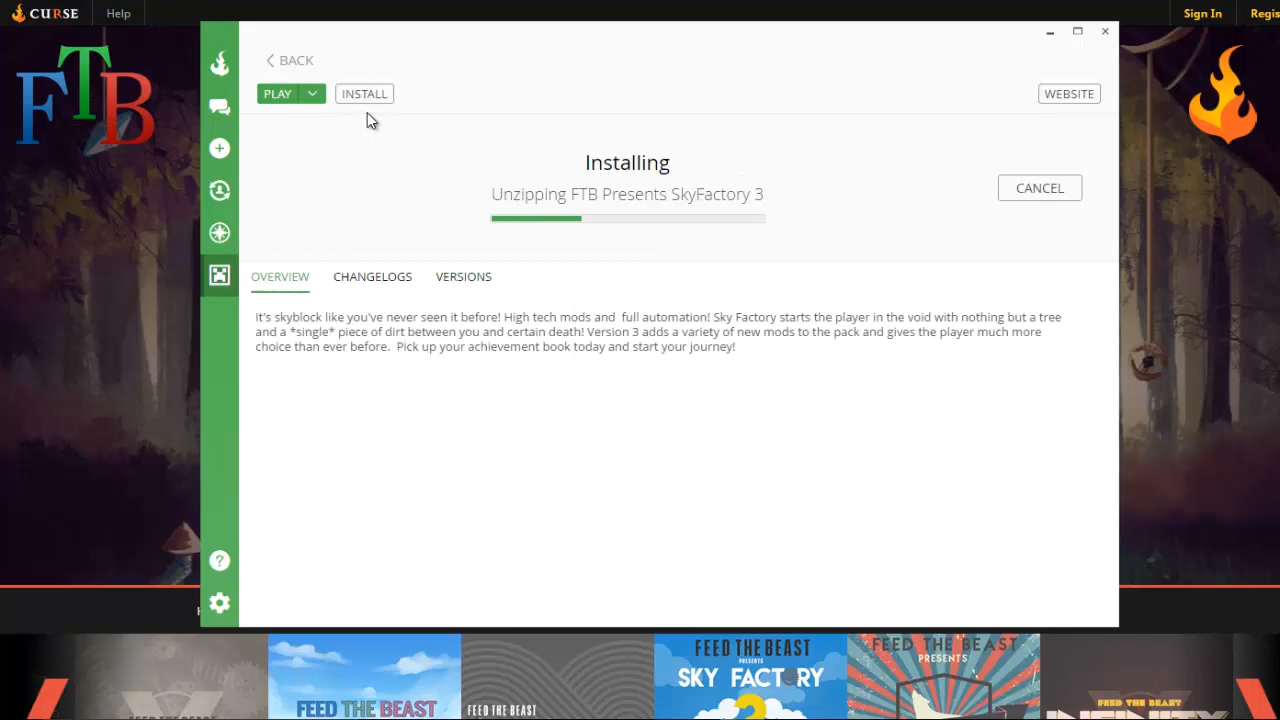 CURSE
Help
Sign In
Regis
FTB
BACK
PLAY
INSTALL
WEBSITE
Installing
Unzipping FTB Presents SkyFactory 3
CANCEL
OVERVIEW
CHANGELOGS
VERSIONS
It's skyblock like you've never seen it before! High tech mods and full automation! Sky Factory starts the player in the void with nothing but a tree
and a *single* piece of dirt between you and certain death! Version 3 adds a variety of new mods to the pack and gives the player much more
choice than ever before. Pick up your achievement book today and start your journey!
?
FEED THE BEAST
FEED THE BEAST
FEED THE BEAST
PRESENTS
SKY FACTORY
FEED THE BEAST
PRESENTS
FEED THE BEAST